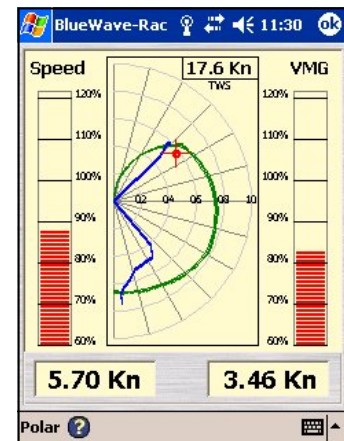 BlueWave-Rac 11:30 ok
Speed 17.6 Kn VMG
TWS
120% 120%
110% 110%
100% 100%
02 04 06 08 10
90% 90%
80% 80%
70% 70%
60% 60%
5.70 Kn 3.46 Kn
Polar ?